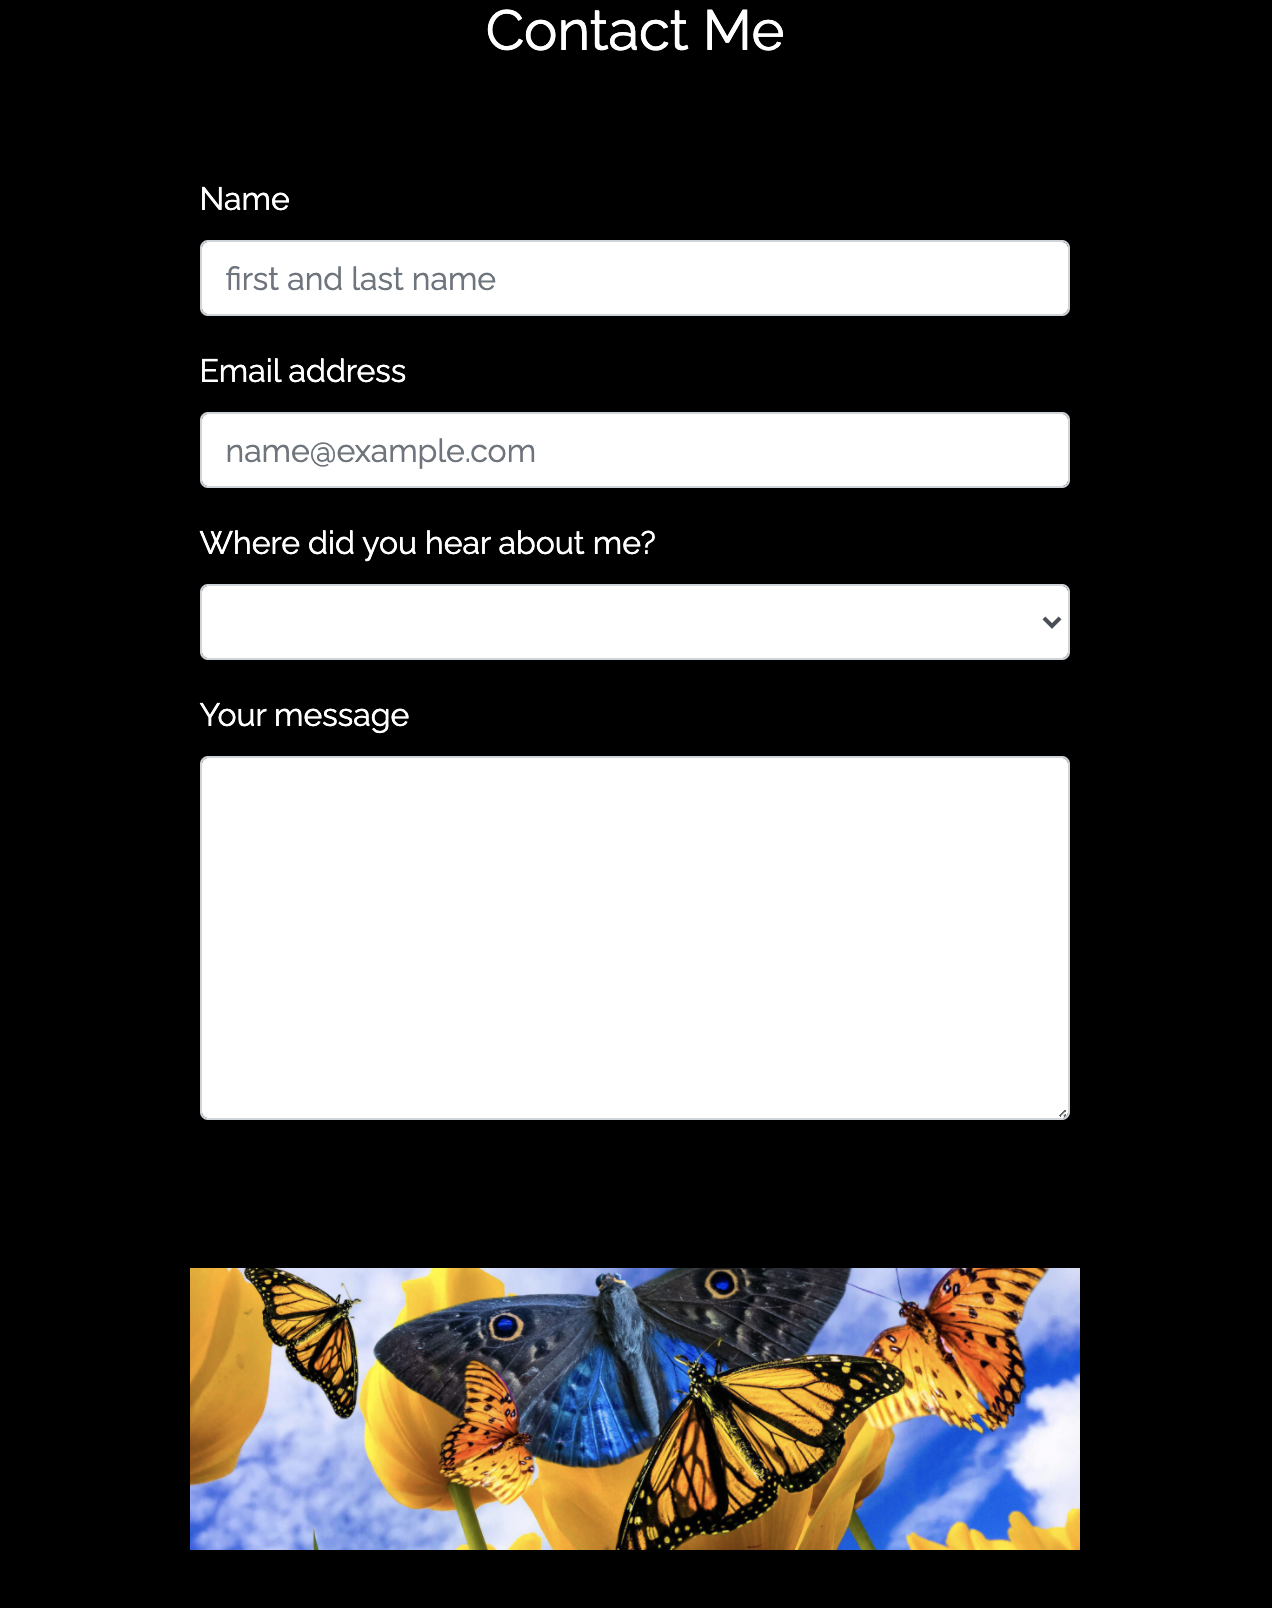 Contact Me
Name
first and last name
Email address
name@example.com
Where did you hear about me?
Your message